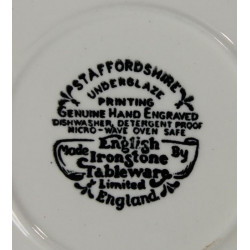 STAFFORDSHIRE
UNDERGLAZE
PRINTING
GENUINE HAND ENGRAVED
DISHWASHER, DETERGENT PROOF
MICRO-WAVE OVEN SAFE
Made English By
Ironstone
Tableware
Limited
England